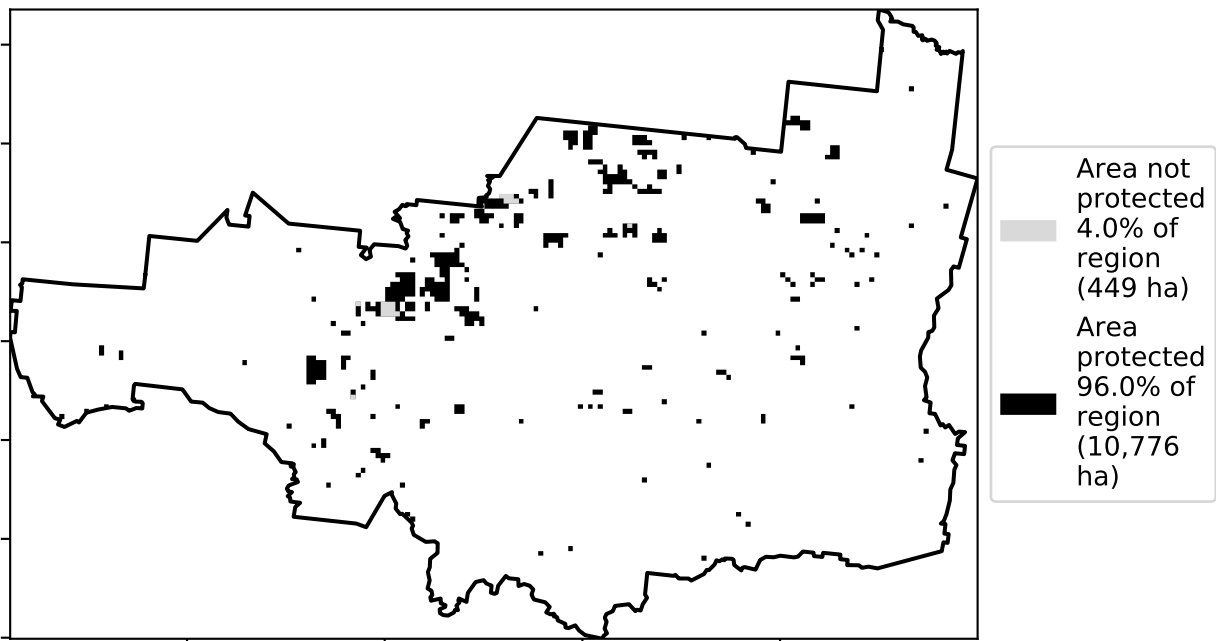 Area not
protected
4.0% of
region
(449 ha)
Area
protected
96.0% of
region
(10,776
ha)